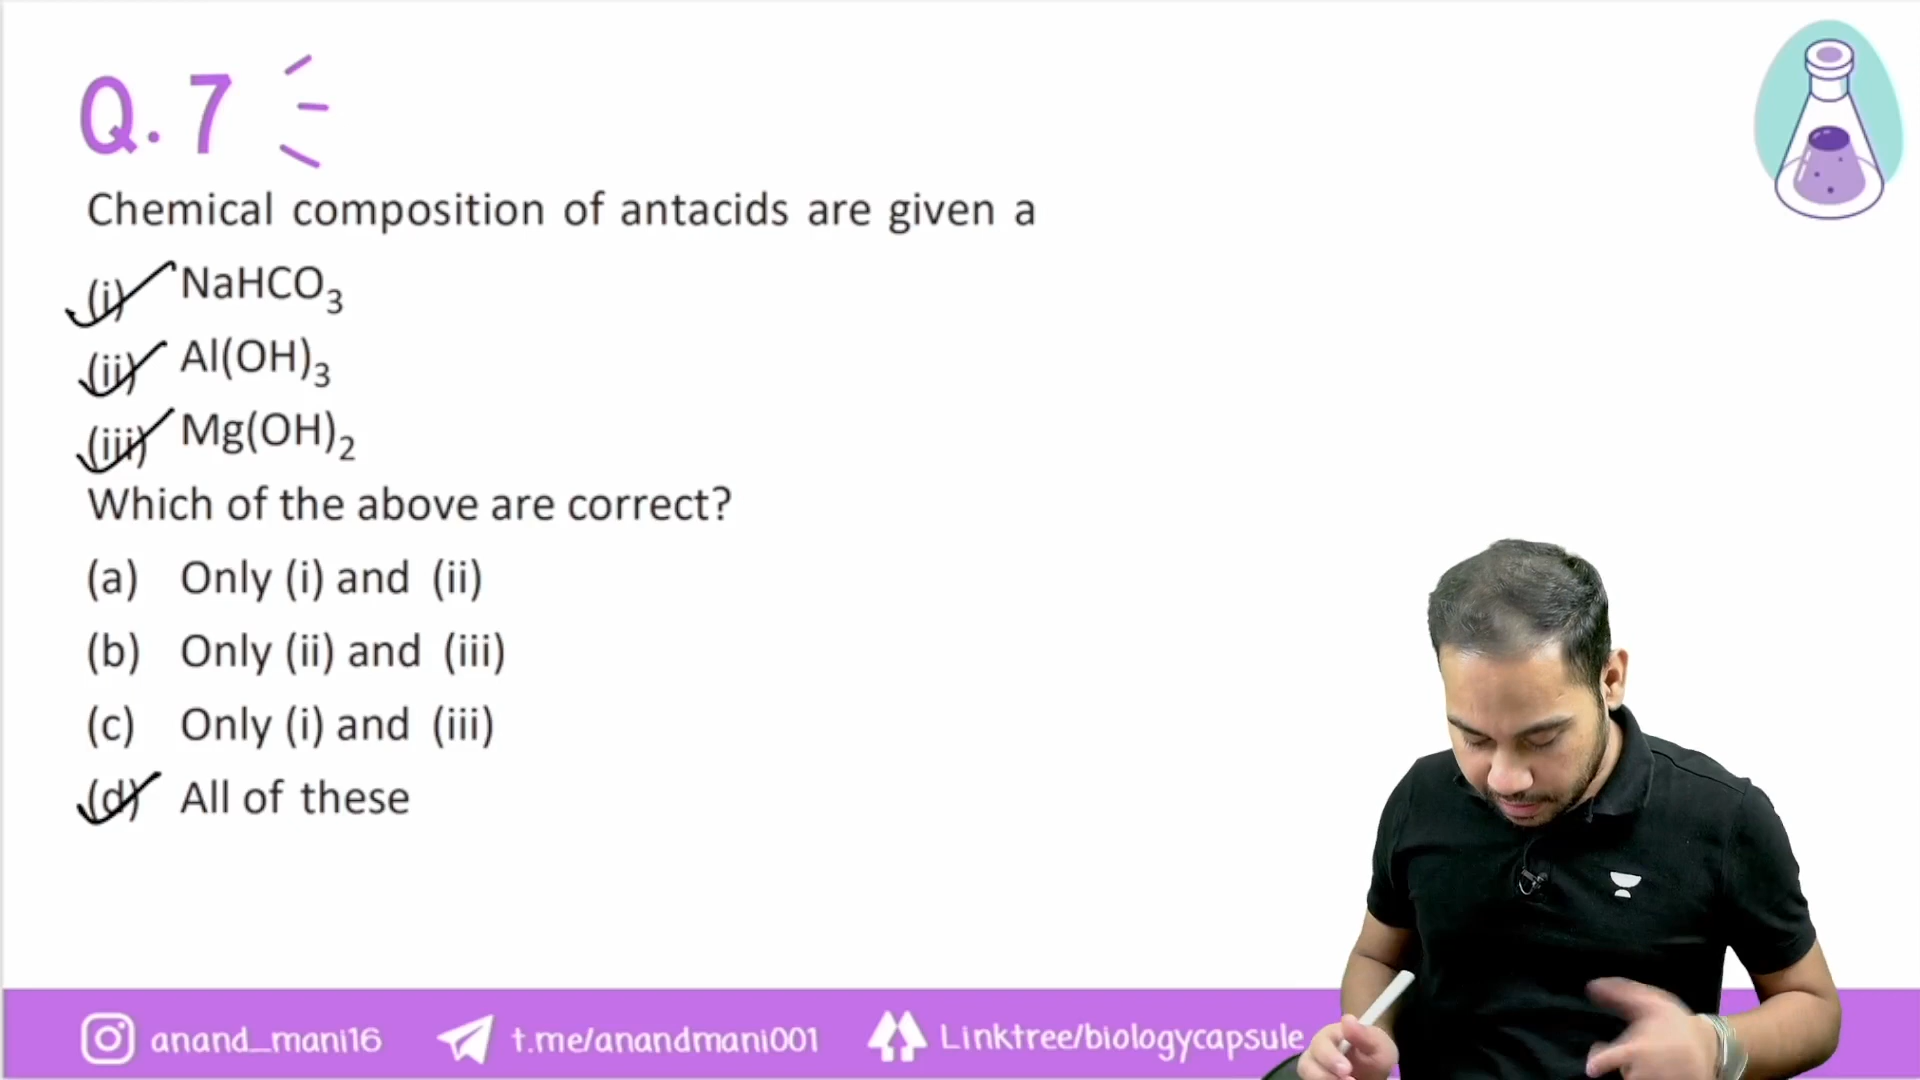 Q. 7
Chemical composition of antacids are given a
(i) NaHCO₃
(ii) Al(OH)₃
(iii) Mg(OH)₂
Which of the above are correct?
(a) Only (i) and (ii)
(b) Only (ii) and (iii)
(c) Only (i) and (iii)
(d) All of these
anand_mani16 t.me/anandmani001 Linktree/biologycapsule